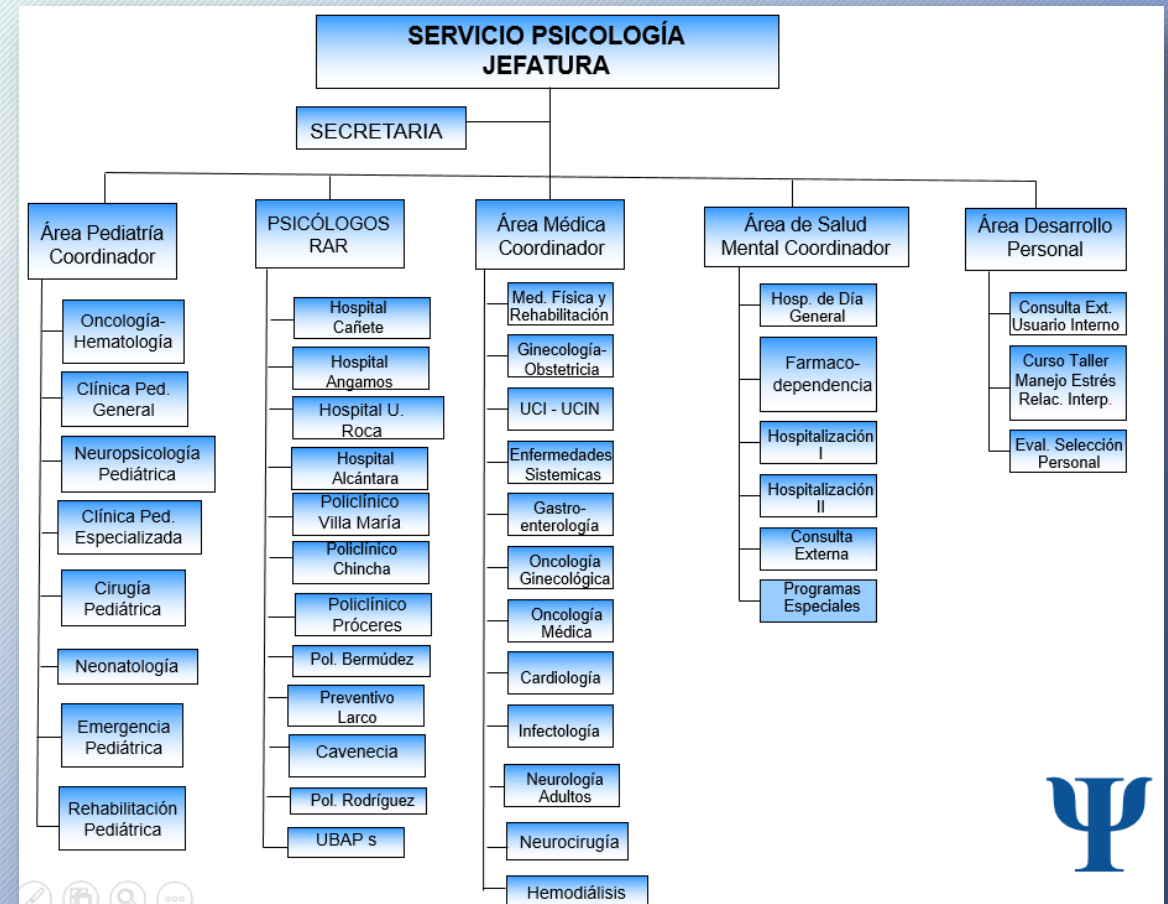 SERVICIO PSICOLOGÍA
JEFATURA
SECRETARIA
Área Pediatría
Coordinador
Oncología-
Hematología
Clínica Ped.
General
Neuropsicología
Pediátrica
Clínica Ped.
Especializada
Cirugía
Pediátrica
Neonatología
Emergencia
Pediátrica
Rehabilitación
Pediátrica
PSICÓLOGOS
RAR
Hospital
Cañete
Hospital
Angamos
Hospital U.
Roca
Hospital
Alcántara
Policlínico
Villa María
Policlínico
Chincha
Policlínico
Próceres
Pol. Bermúdez
Preventivo
Larco
Cavenecia
Pol. Rodríguez
UBAP s
Área Médica
Coordinador
Med. Física y
Rehabilitación
Ginecología-
Obstetricia
UCI - UCIN
Enfermedades
Sistemicas
Gastro-
enterología
Oncología
Ginecológica
Oncología
Médica
Cardiología
Infectología
Neurología
Adultos
Neurocirugía
Hemodiálisis
Área de Salud
Mental Coordinador
Hosp. de Día
General
Farmaco-
dependencia
Hospitalización
I
Hospitalización
II
Consulta
Externa
Programas
Especiales
Área Desarrollo
Personal
Consulta Ext.
Usuario Interno
Curso Taller
Manejo Estrés
Relac. Interp.
Eval. Selección
Personal
Ψ